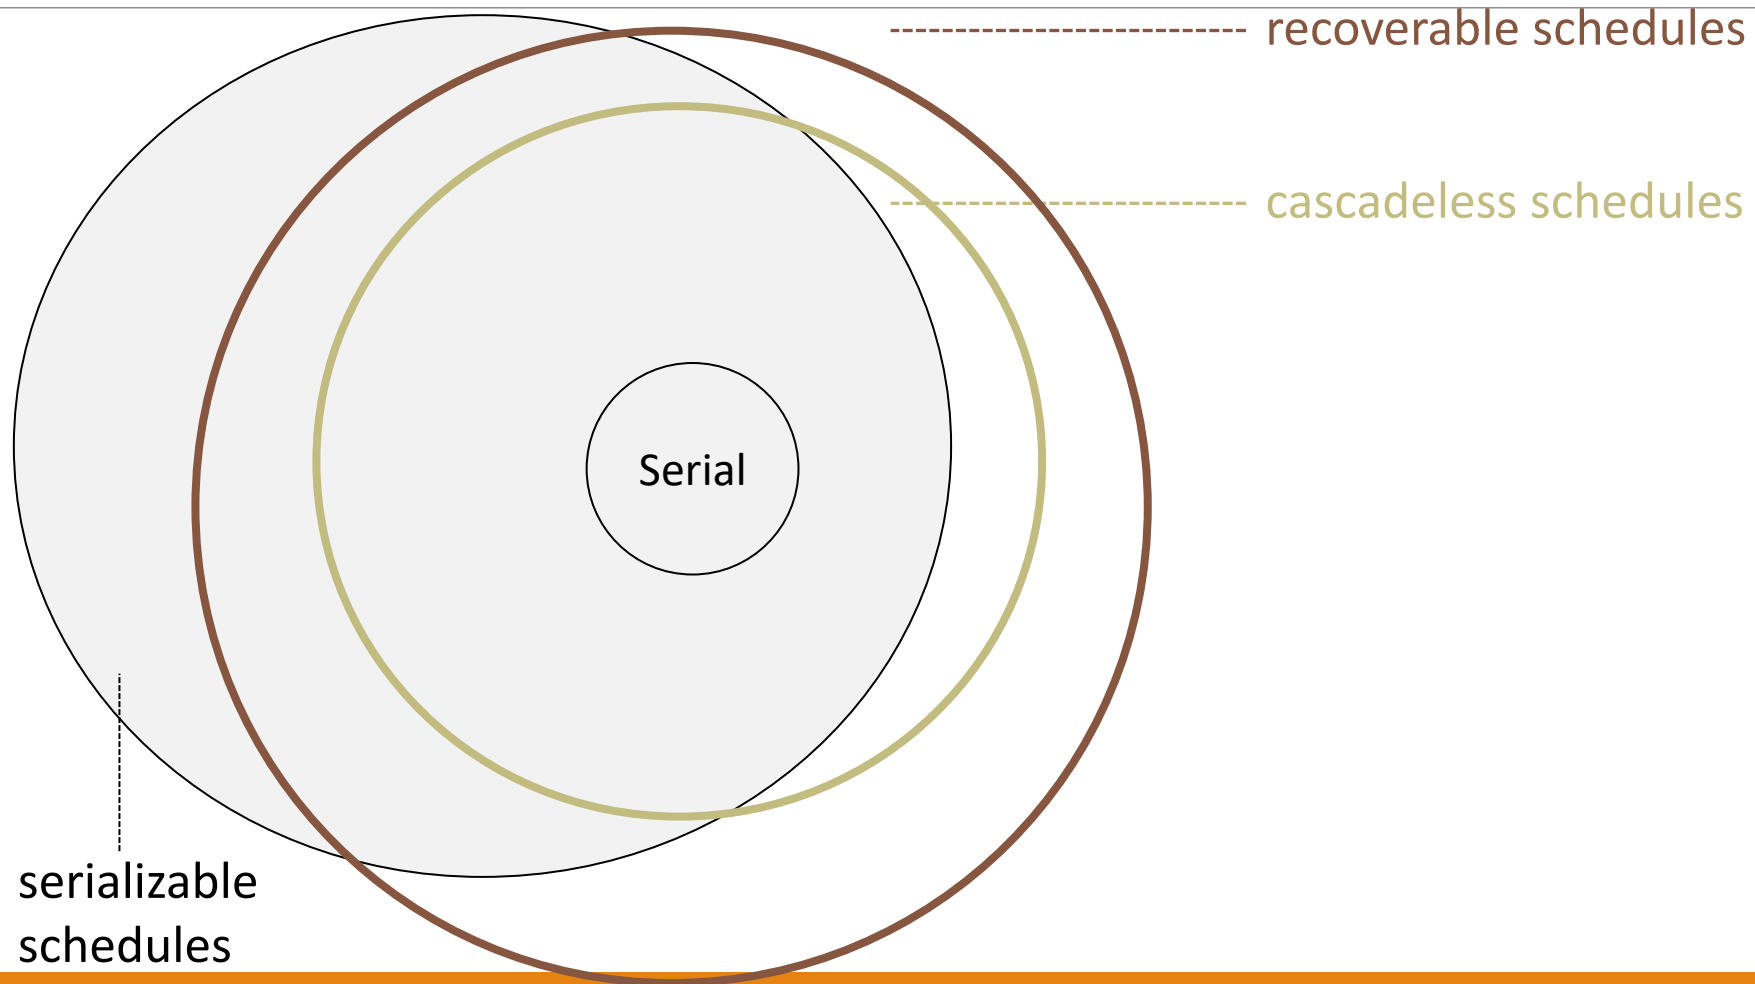 recoverable schedules
cascadeless schedules
Serial
serializable
schedules